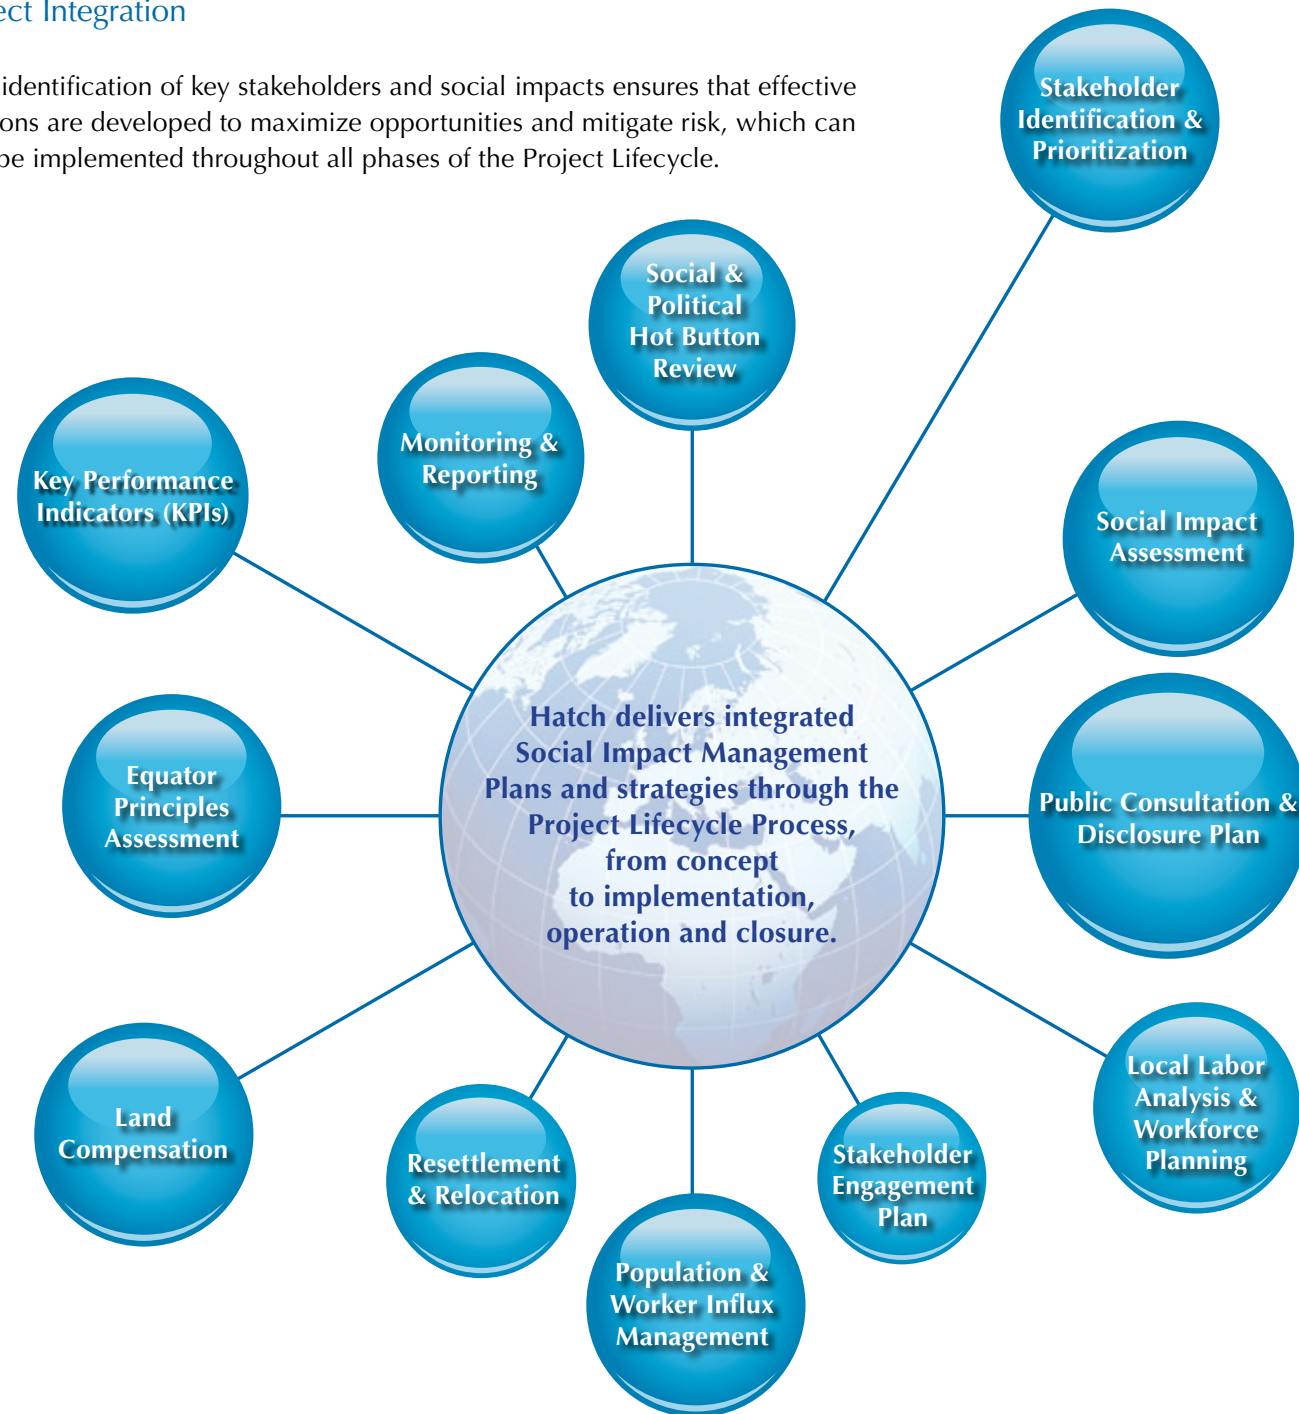 ect Integration
identification of key stakeholders and social impacts ensures that effective
ons are developed to maximize opportunities and mitigate risk, which can
be implemented throughout all phases of the Project Lifecycle.
Stakeholder
Identification &
Prioritization
Social &
Political
Hot Button
Review
Monitoring &
Reporting
Key Performance
Indicators (KPIs)
Social Impact
Assessment
Hatch delivers integrated
Social Impact Management
Plans and strategies through the
Project Lifecycle Process,
from concept
to implementation,
operation and closure.
Equator
Principles
Assessment
Public Consultation &
Disclosure Plan
Land
Compensation
Resettlement
& Relocation
Population &
Worker Influx
Management
Stakeholder
Engagement
Plan
Local Labor
Analysis &
Workforce
Planning